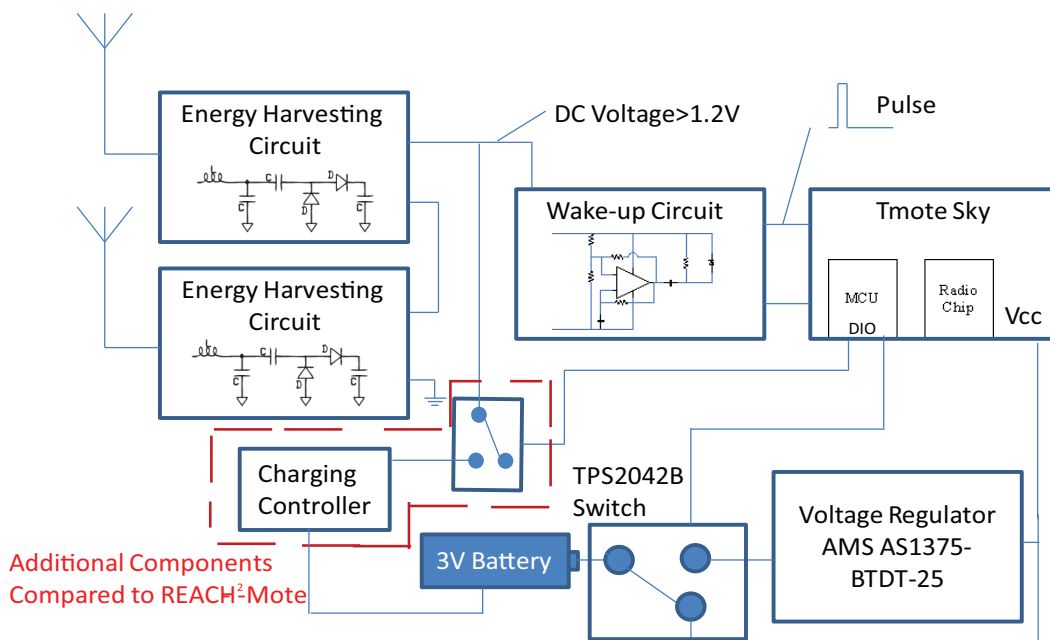 Energy Harvesting
Circuit
C
D
C
D
C
Energy Harvesting
Circuit
C
D
C
D
C
DC Voltage>1.2V
Pulse
Wake-up Circuit
Tmote Sky
MCU
DIO
Radio
Chip
Vcc
Charging
Controller
TPS2042B
Switch
3V Battery
Voltage Regulator
AMS AS1375-
BTDT-25
Additional Components
Compared to REACH²-Mote